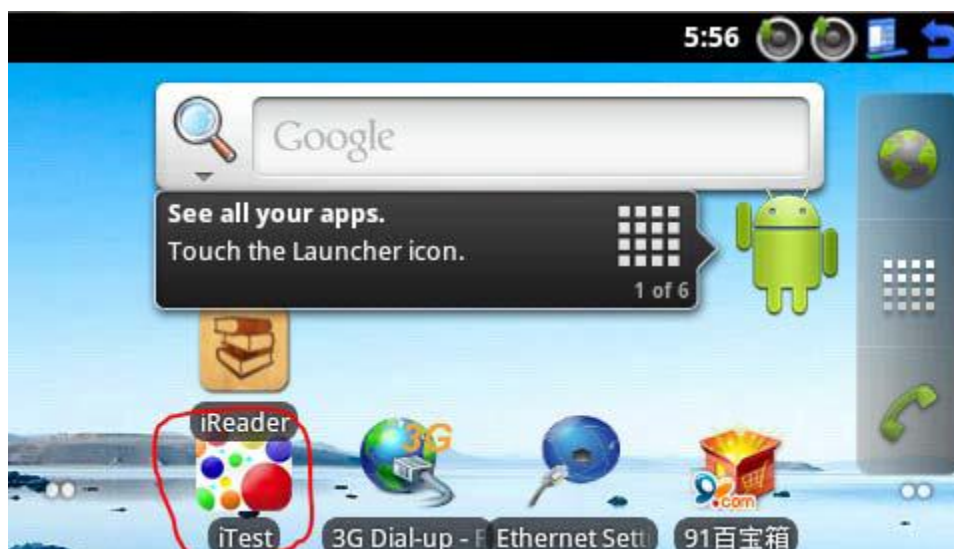 5:56
Google
See all your apps.
Touch the Launcher icon.
1 of 6
iReader
3G
9.com
iTest
3G Dial-up - F
Ethernet Sett
91百宝箱